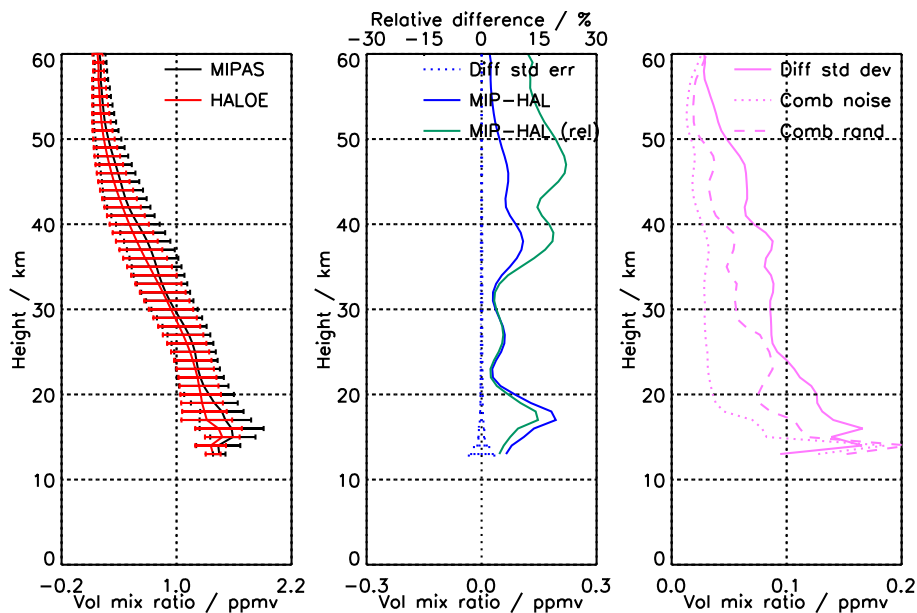 Relative difference / %
−30 −15 0 15 30
60
50
40
30
20
10
0
Height / km
MIPAS
HALOE
−0.2 1.0 2.2
Vol mix ratio / ppmv
60
50
40
30
20
10
0
Height / km
Diff std err
MIP−HAL
MIP−HAL (rel)
−0.3 0.0 0.3
Vol mix ratio / ppmv
60
50
40
30
20
10
0
Height / km
Diff std dev
Comb noise
Comb rand
0.0 0.1 0.2
Vol mix ratio / ppmv